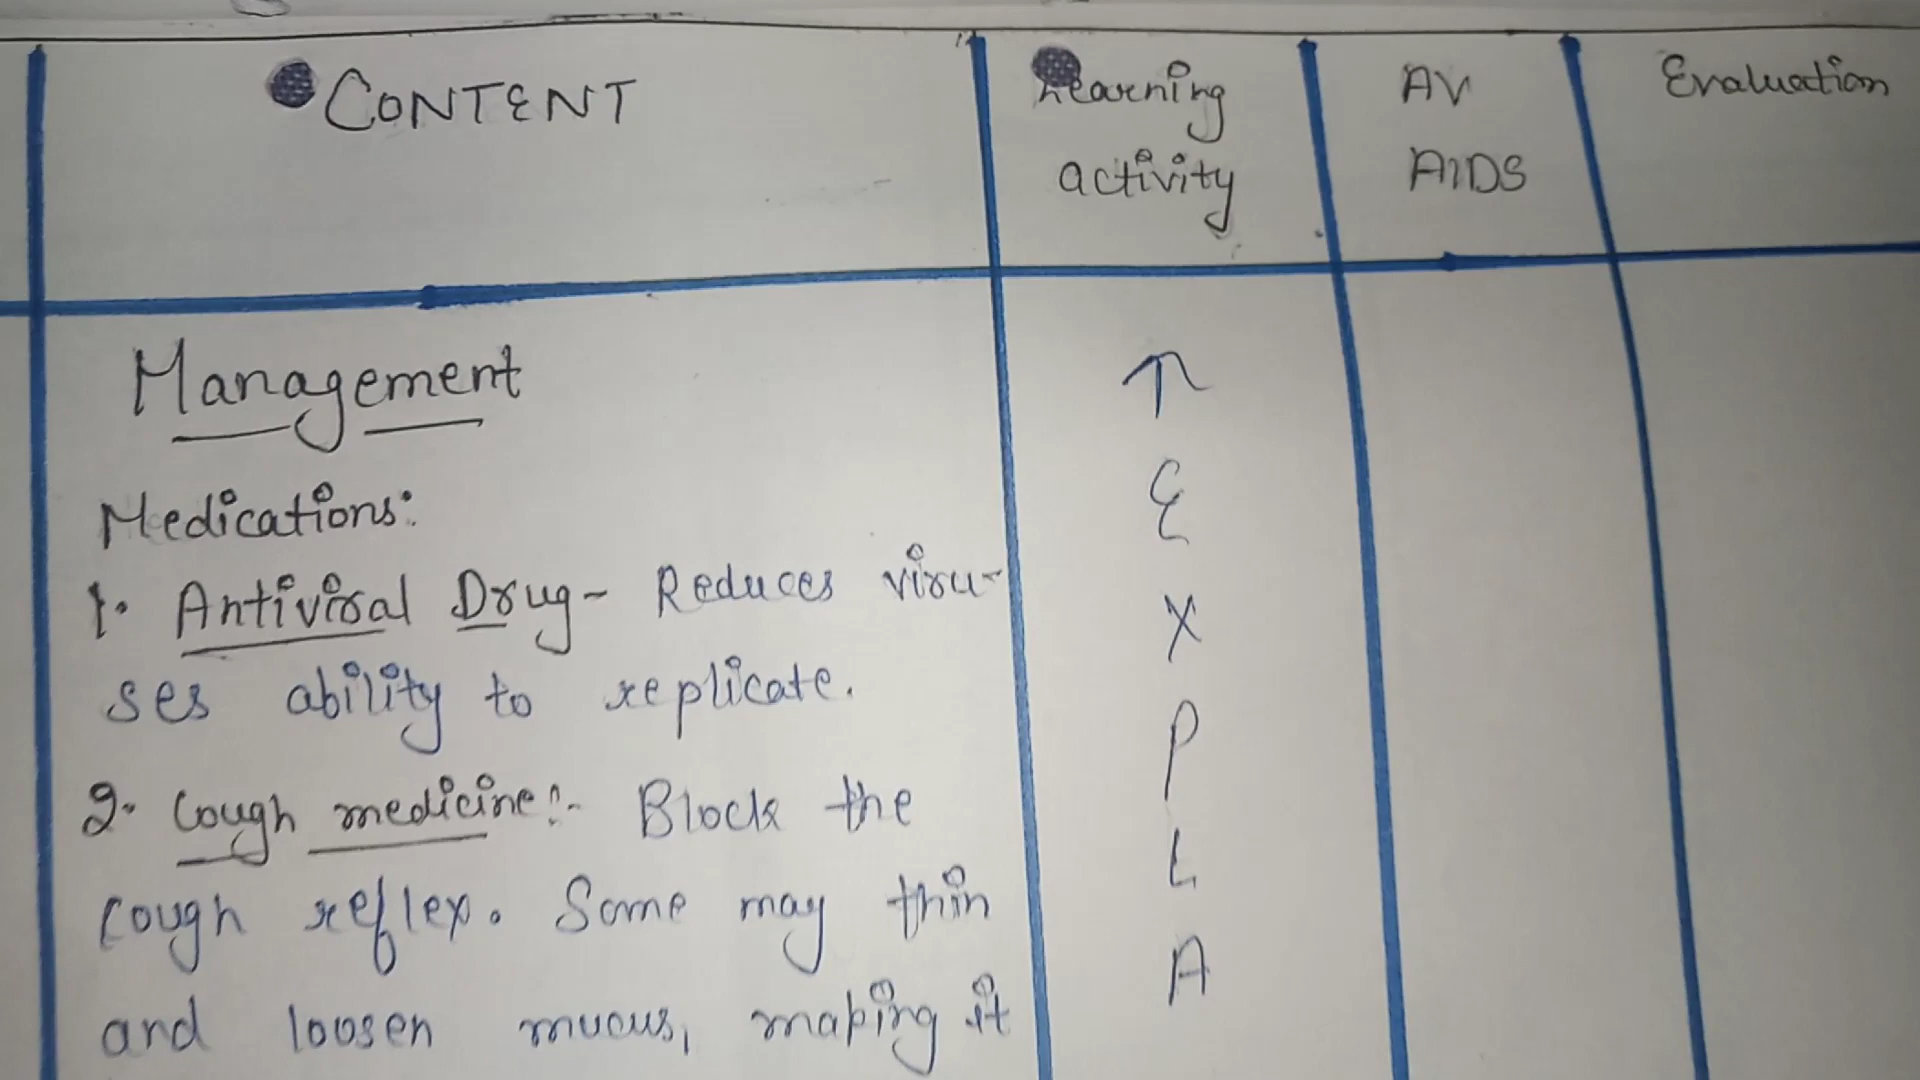 CONTENT
Learning
activity
AV
AIDS
Evaluation
Management
Medications:
1. Antiviral Drug - Reduces viru-
ses ability to replicate.
2. Cough medicine:- Block the
cough reflex. Some may thin
and loosen mucus, making it
↑
E
X
P
L
A